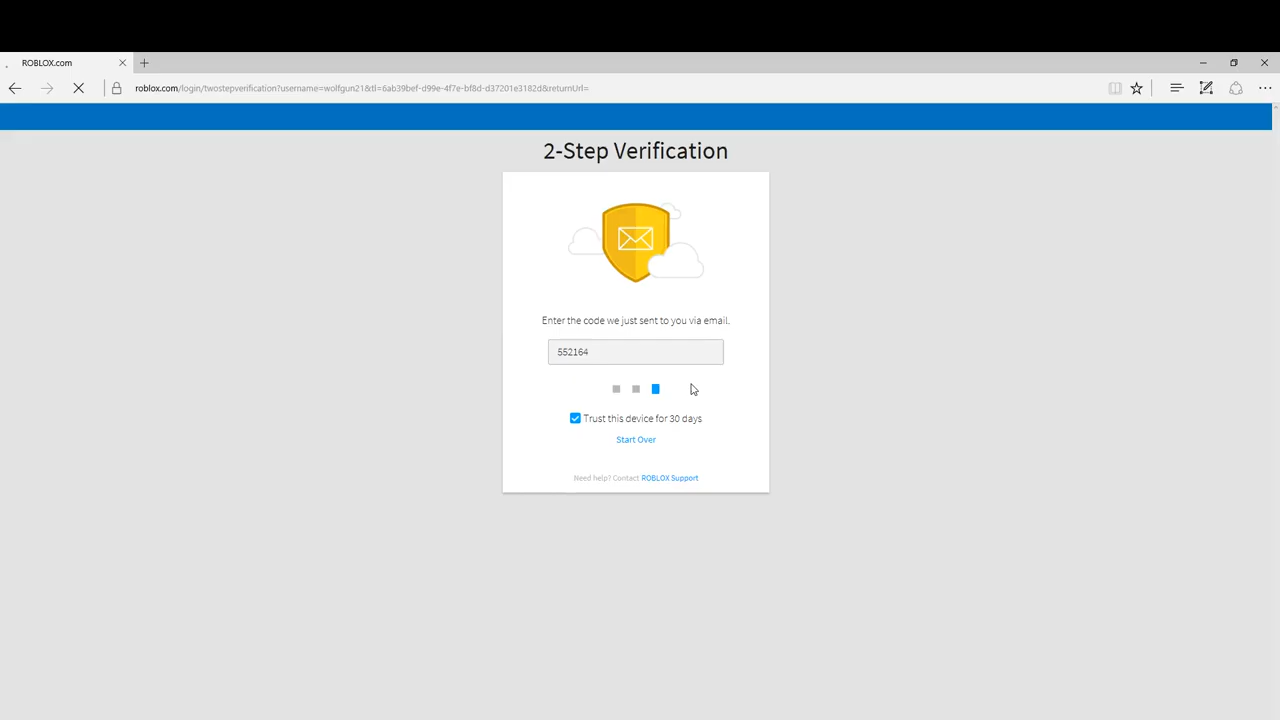 ROBLOX.com
roblox.com/login/twostepverification?username=wolfgun21&tl=6ab39bef-d99e-4f7e-bf8d-d37201e3182d&returnUrl=
2-Step Verification
Enter the code we just sent to you via email.
552164
Trust this device for 30 days
Start Over
Need help? Contact ROBLOX Support